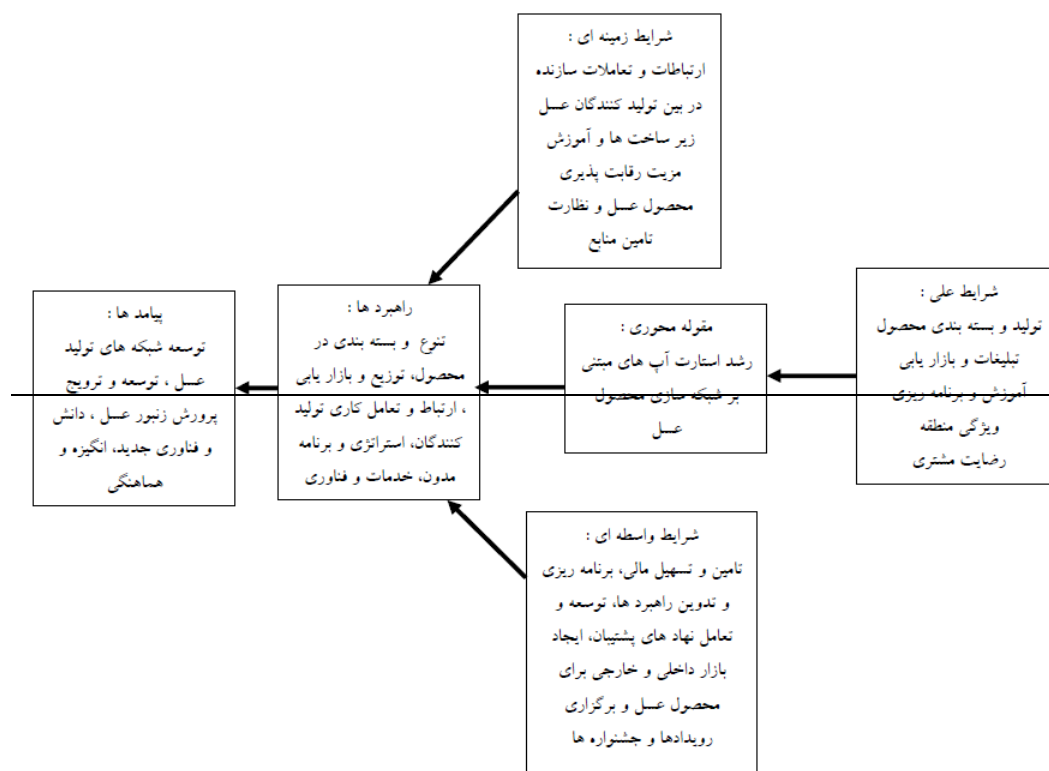 شرایط زمینه ای :
ارتباطات و تعاملات سازنده
در بین تولید کنندگان عسل
زیر ساخت ها و آموزش
مزیت رقابت پذیری
محصول عسل و نظارت
تامین منابع
شرایط علی :
تولید و بسته بندی محصول
تبلیغات و بازار یابی
آموزش و برنامه ریزی
ویژگی منطقه
رضایت مشتری
مقوله محوری :
رشد استارت آپ های مبتنی
بر شبکه سازی محصول
عسل
راهبرد ها :
تنوع و بسته بندی در
محصول، توزیع و بازار یابی
، ارتباط و تعامل کاری تولید
کنندگان، استراتژی و برنامه
مدون، خدمات و فناوری
پیامد ها :
توسعه شبکه های تولید
عسل ، توسعه و ترویج
پرورش زنبور عسل ، دانش
و فناوری جدید، انگیزه و
هماهنگی
شرایط واسطه ای :
تامین و تسهیل مالی، برنامه ریزی
و تدوین راهبرد ها، توسعه و
تعامل نهاد های پشتیبان، ایجاد
بازار داخلی و خارجی برای
محصول عسل و برگزاری
رویدادها و جشنواره ها